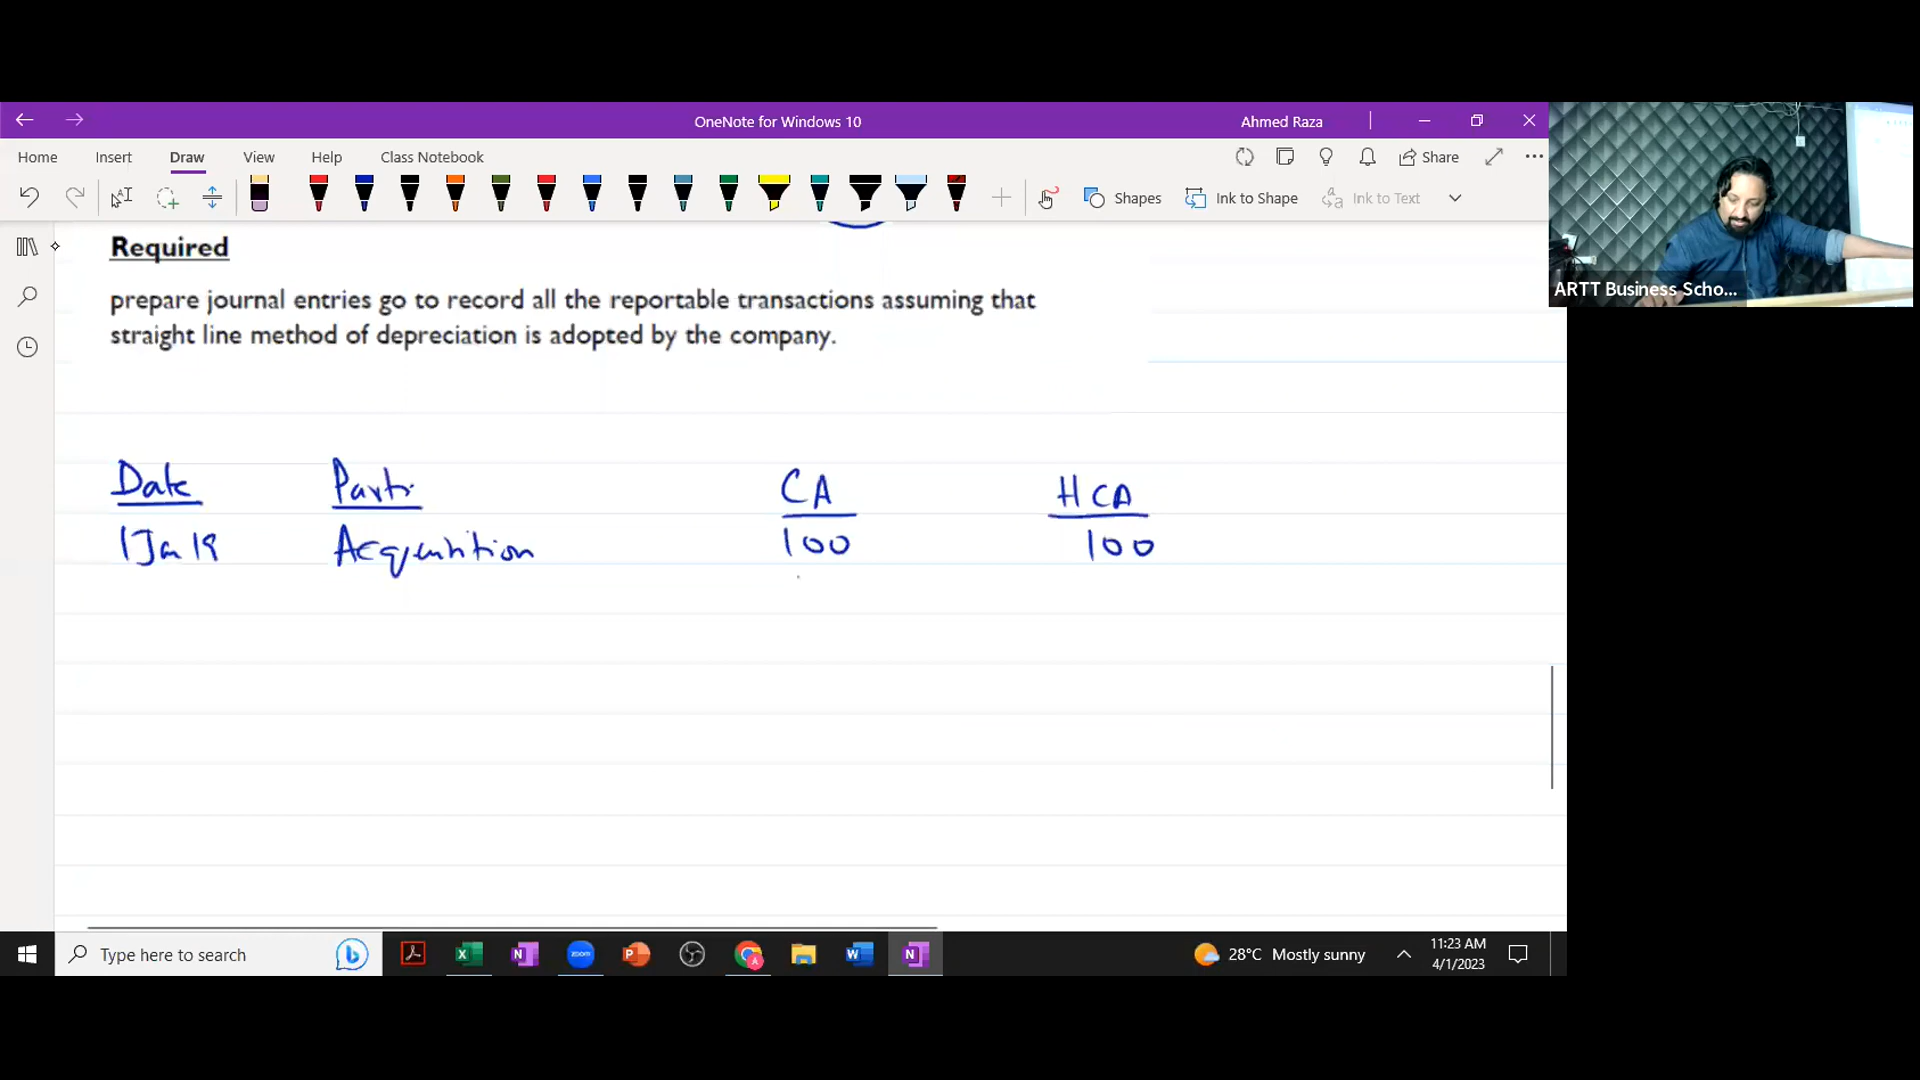 OneNote for Windows 10
Ahmed Raza
Home Insert Draw View Help Class Notebook
Share
Shapes Ink to Shape Ink to Text
ARTT Business Scho...
Required
prepare journal entries go to record all the reportable transactions assuming that
straight line method of depreciation is adopted by the company.
Date Parti CA HCA
1 Jan 19 Acquisition 100 100
Type here to search
28°C Mostly sunny
11:23 AM
4/1/2023